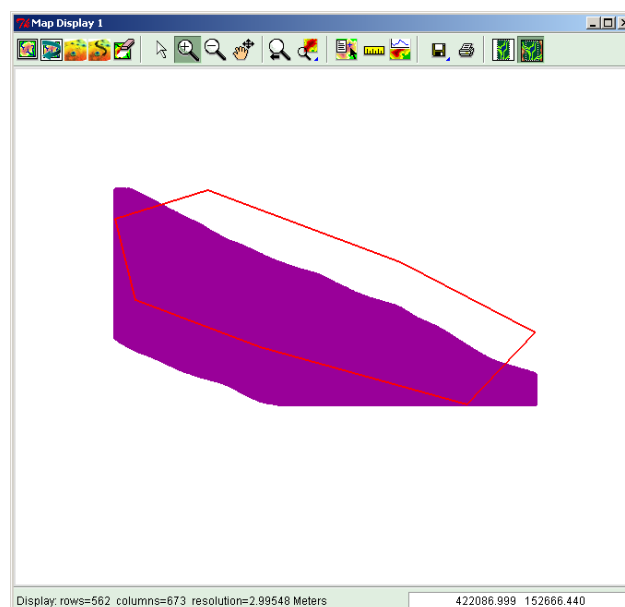 Map Display 1
Display: rows=562 columns=673 resolution=2.99548 Meters
422086.999 152666.440